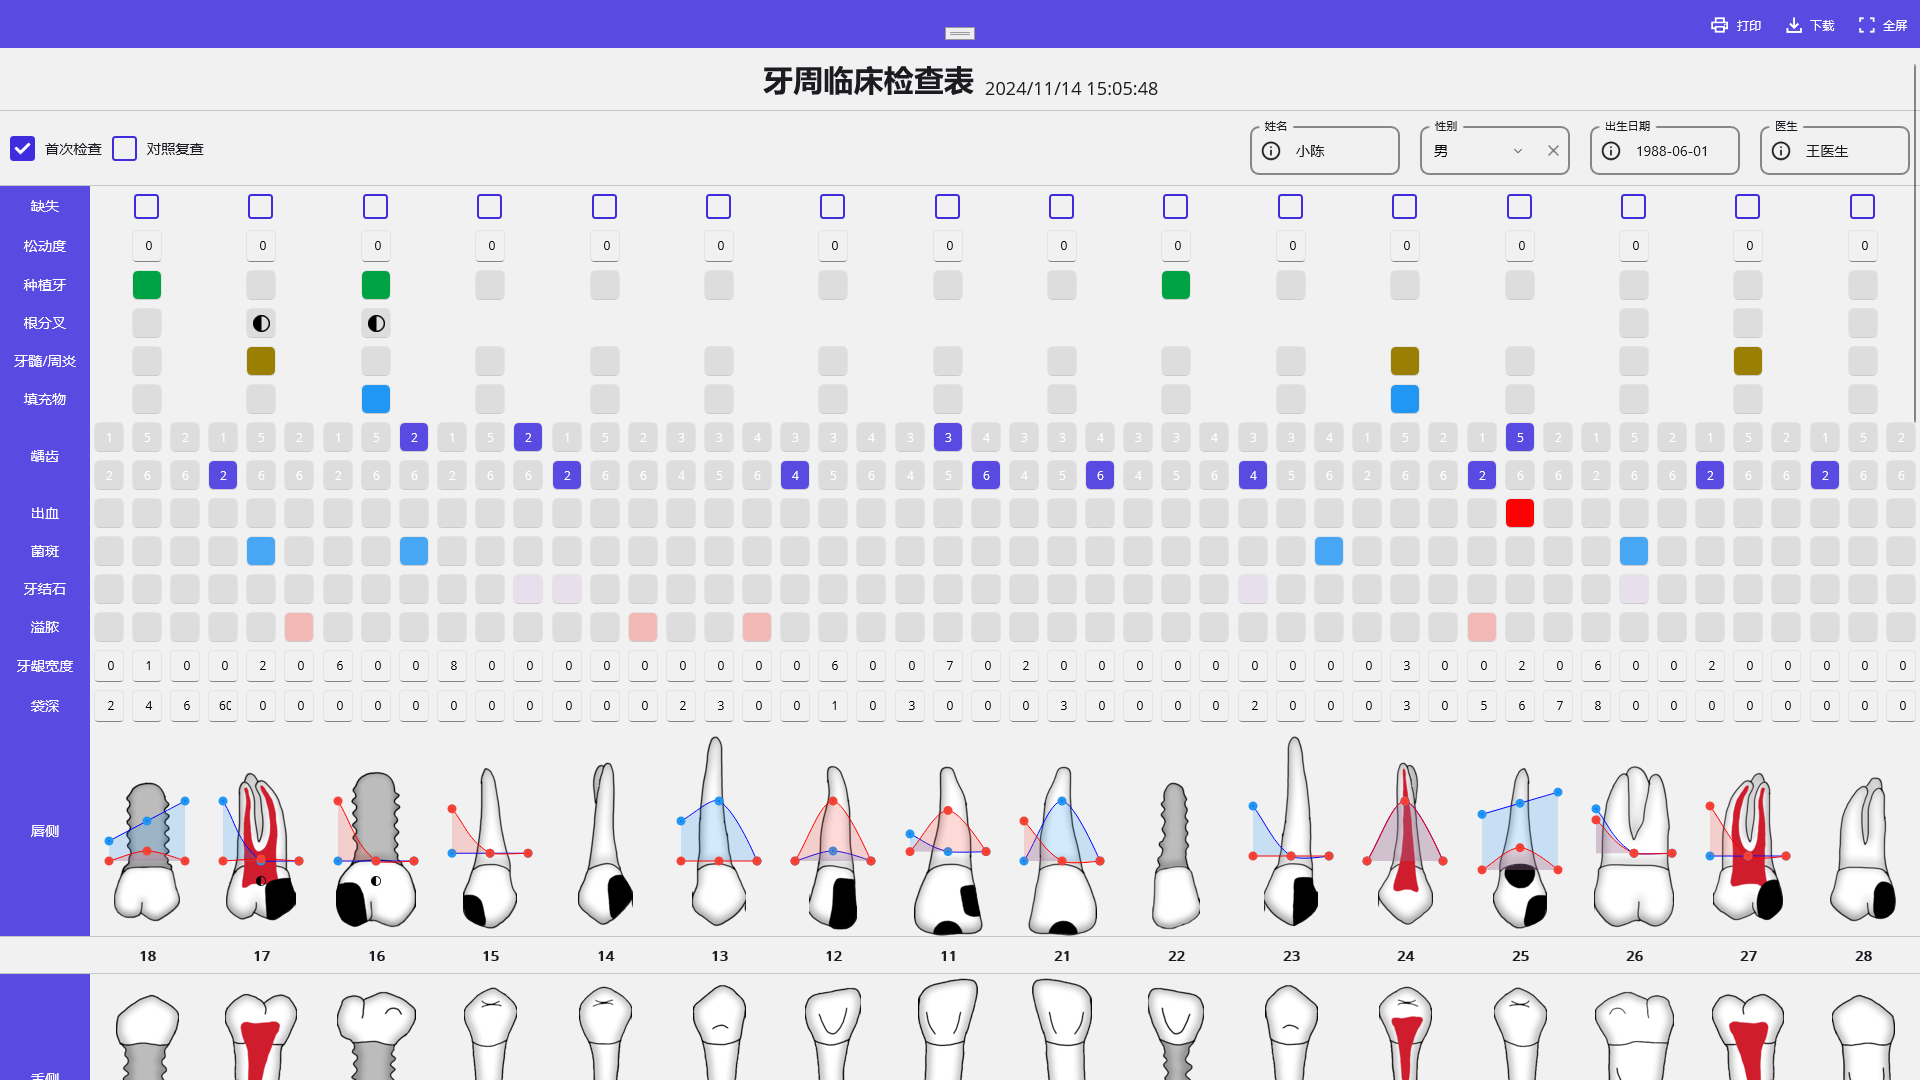 打印 下载 全屏
牙周临床检查表 2024/11/14 15:05:48
首次检查 对照复查
姓名 性别 出生日期 医生
小陈 男 1988-06-01 王医生
缺失
松动度 0 0 0 0 0 0 0 0 0 0 0 0 0 0 0 0
种植牙
根分叉
牙髓/周炎
填充物
龋齿
1 5 2 1 5 2 1 5 2 1 5 2 1 5 2 3 3 4 3 3 4 3 3 4 3 3 4 3 3 4 3 3 4 1 5 2 1 5 2 1 5 2 1 5 2 1 5 2
2 6 6 2 6 6 2 6 6 2 6 6 2 6 6 4 5 6 4 5 6 4 5 6 4 5 6 4 5 6 4 5 6 2 6 6 2 6 6 2 6 6 2 6 6 2 6 6
出血
菌斑
牙结石
溢脓
牙龈宽度 0 1 0 0 2 0 6 0 0 8 0 0 0 0 0 0 0 0 0 6 0 0 7 0 2 0 0 0 0 0 0 0 0 0 3 0 0 2 0 6 0 0 2 0 0 0 0 0
袋深 2 4 6 60 0 0 0 0 0 0 0 0 0 0 0 2 3 0 0 1 0 3 0 0 0 3 0 0 0 0 2 0 0 0 3 0 5 6 7 8 0 0 0 0 0 0 0 0
唇侧
18 17 16 15 14 13 12 11 21 22 23 24 25 26 27 28
舌侧